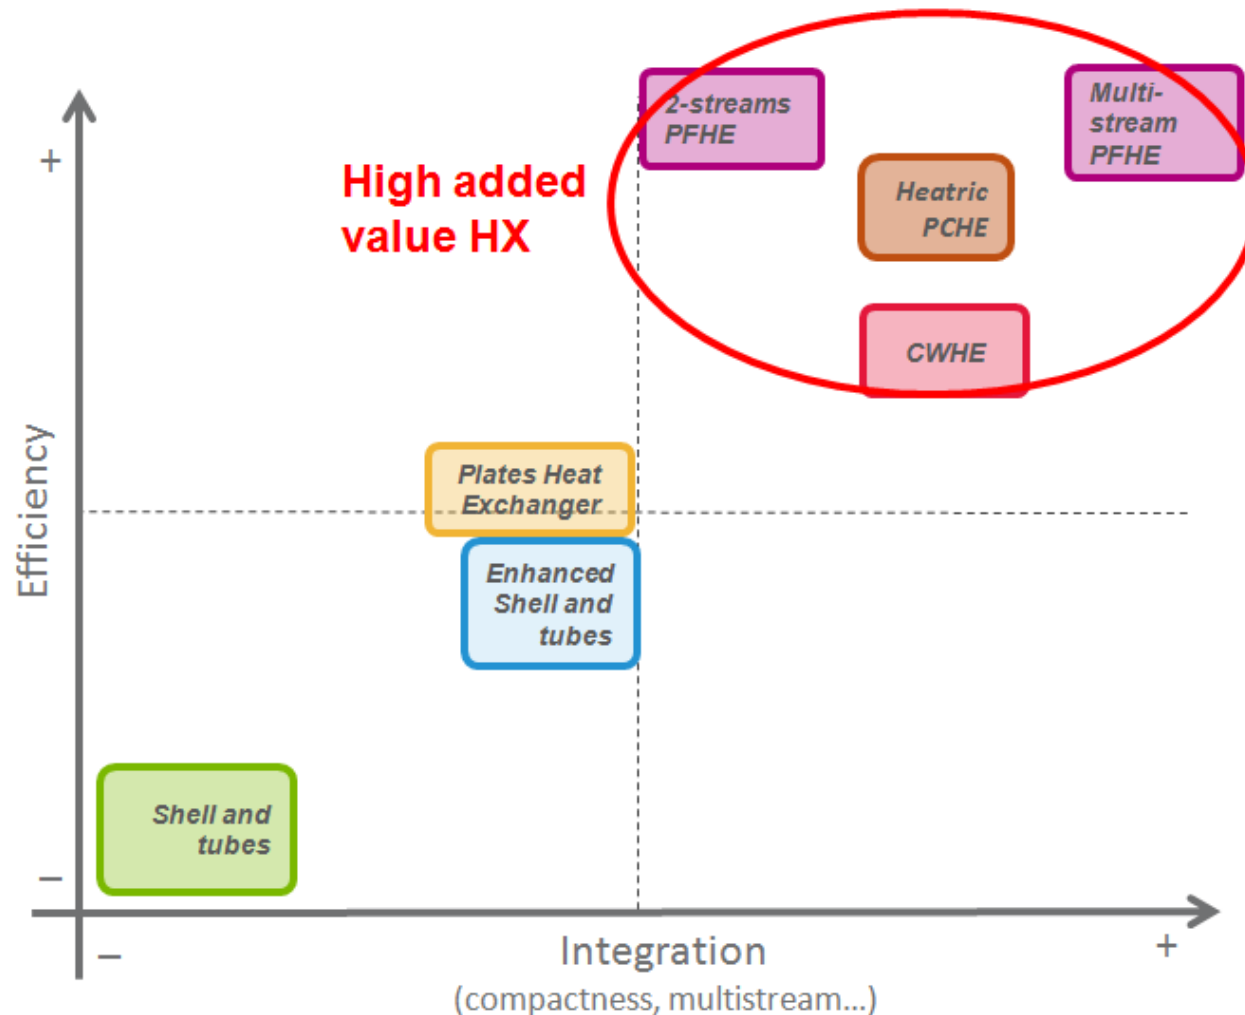 2-streams
PFHE
Multi-
stream
PFHE
+
High added
value HX
Heatric
PCHE
CWHE
Efficiency
Plates Heat
Exchanger
Enhanced
Shell and
tubes
Shell and
tubes
–
–
Integration
+
(compactness, multistream...)